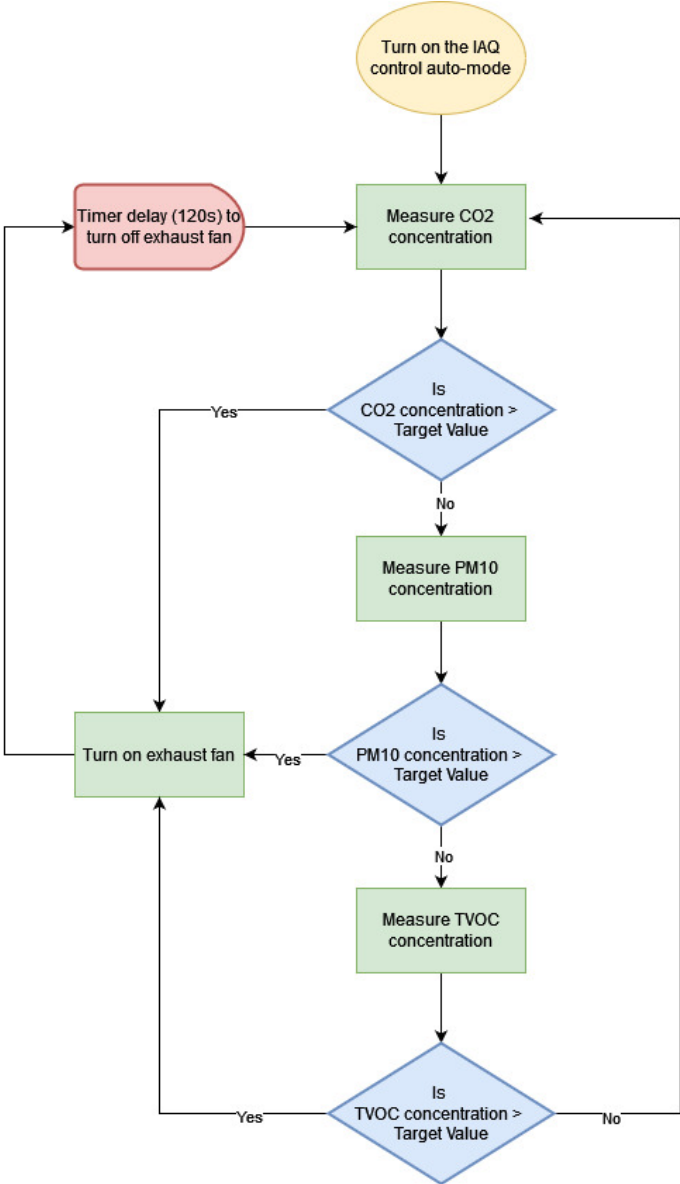 Turn on the IAQ
control auto-mode
Timer delay (120s) to
turn off exhaust fan
Measure CO2
concentration
Is
CO2 concentration >
Target Value
Yes
No
Measure PM10
concentration
Is
PM10 concentration >
Target Value
Yes
Turn on exhaust fan
No
Measure TVOC
concentration
Is
TVOC concentration >
Target Value
Yes
No